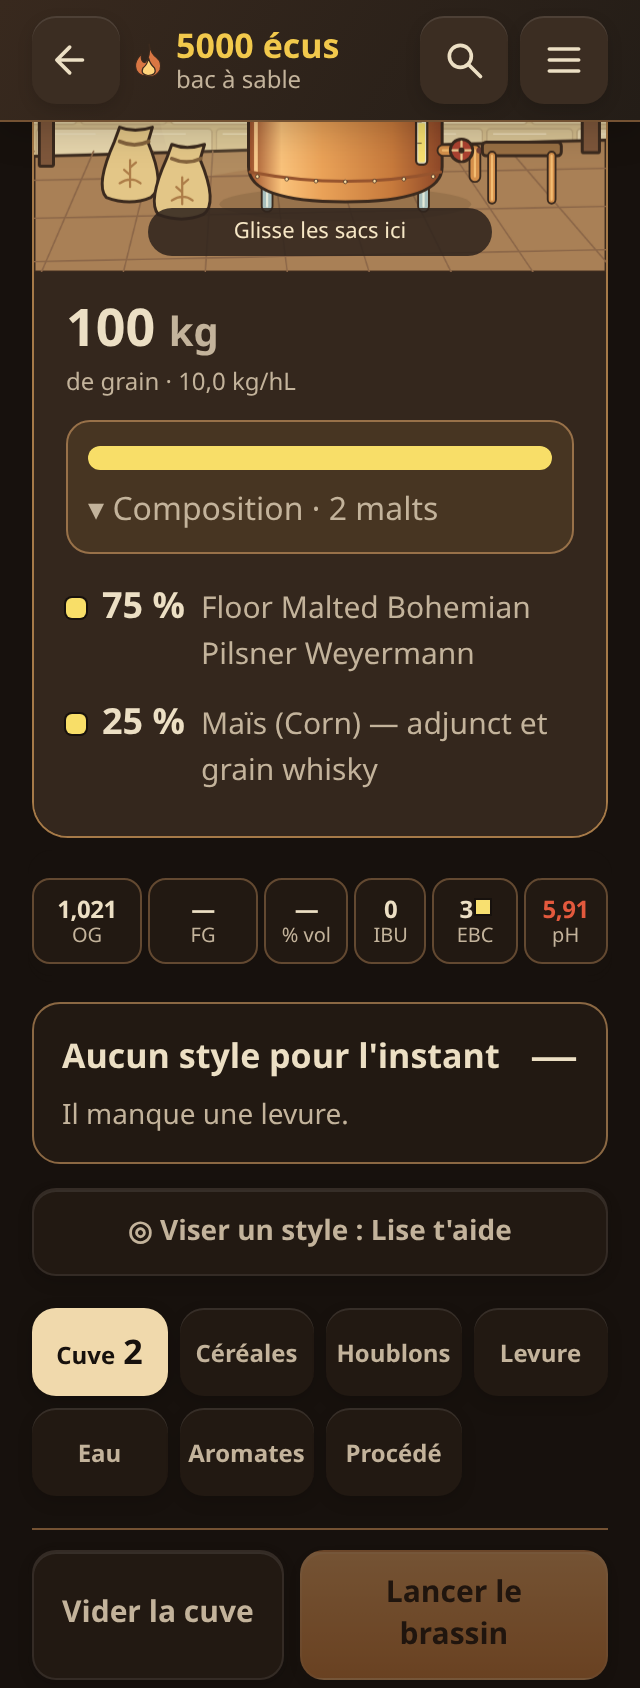 5000 écus
bac à sable
Glisse les sacs ici
100 kg
de grain · 10,0 kg/hL
▾ Composition · 2 malts
75 % Floor Malted Bohemian
Pilsner Weyermann
25 % Maïs (Corn) — adjunct et
grain whisky
1,021 — — 0 3 5,91
OG FG % vol IBU EBC pH
Aucun style pour l'instant —
Il manque une levure.
◎ Viser un style : Lise t'aide
Cuve 2 Céréales Houblons Levure
Eau Aromates Procédé
Vider la cuve
Lancer le
brassin